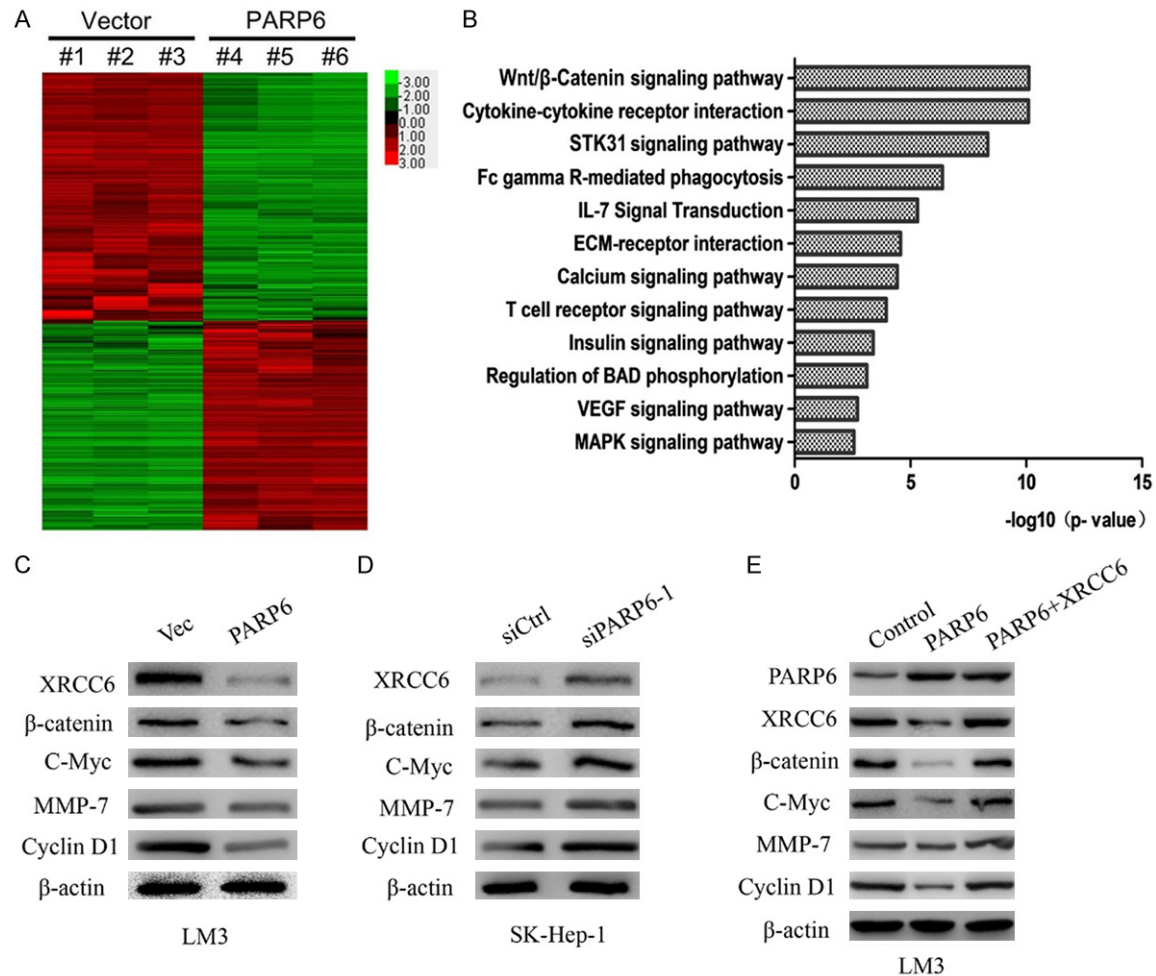 A
Vector PARP6
#1 #2 #3 #4 #5 #6
-3.00
-2.00
-1.00
0.00
1.00
2.00
3.00
B
Wnt/β-Catenin signaling pathway
Cytokine-cytokine receptor interaction
STK31 signaling pathway
Fc gamma R-mediated phagocytosis
IL-7 Signal Transduction
ECM-receptor interaction
Calcium signaling pathway
T cell receptor signaling pathway
Insulin signaling pathway
Regulation of BAD phosphorylation
VEGF signaling pathway
MAPK signaling pathway
0 5 10 15
-log10 (p- value)
C
Vec PARP6
XRCC6
β-catenin
C-Myc
MMP-7
Cyclin D1
β-actin
LM3
D
siCtrl siPARP6-1
XRCC6
β-catenin
C-Myc
MMP-7
Cyclin D1
β-actin
SK-Hep-1
E
Control PARP6 PARP6+XRCC6
PARP6
XRCC6
β-catenin
C-Myc
MMP-7
Cyclin D1
β-actin
LM3